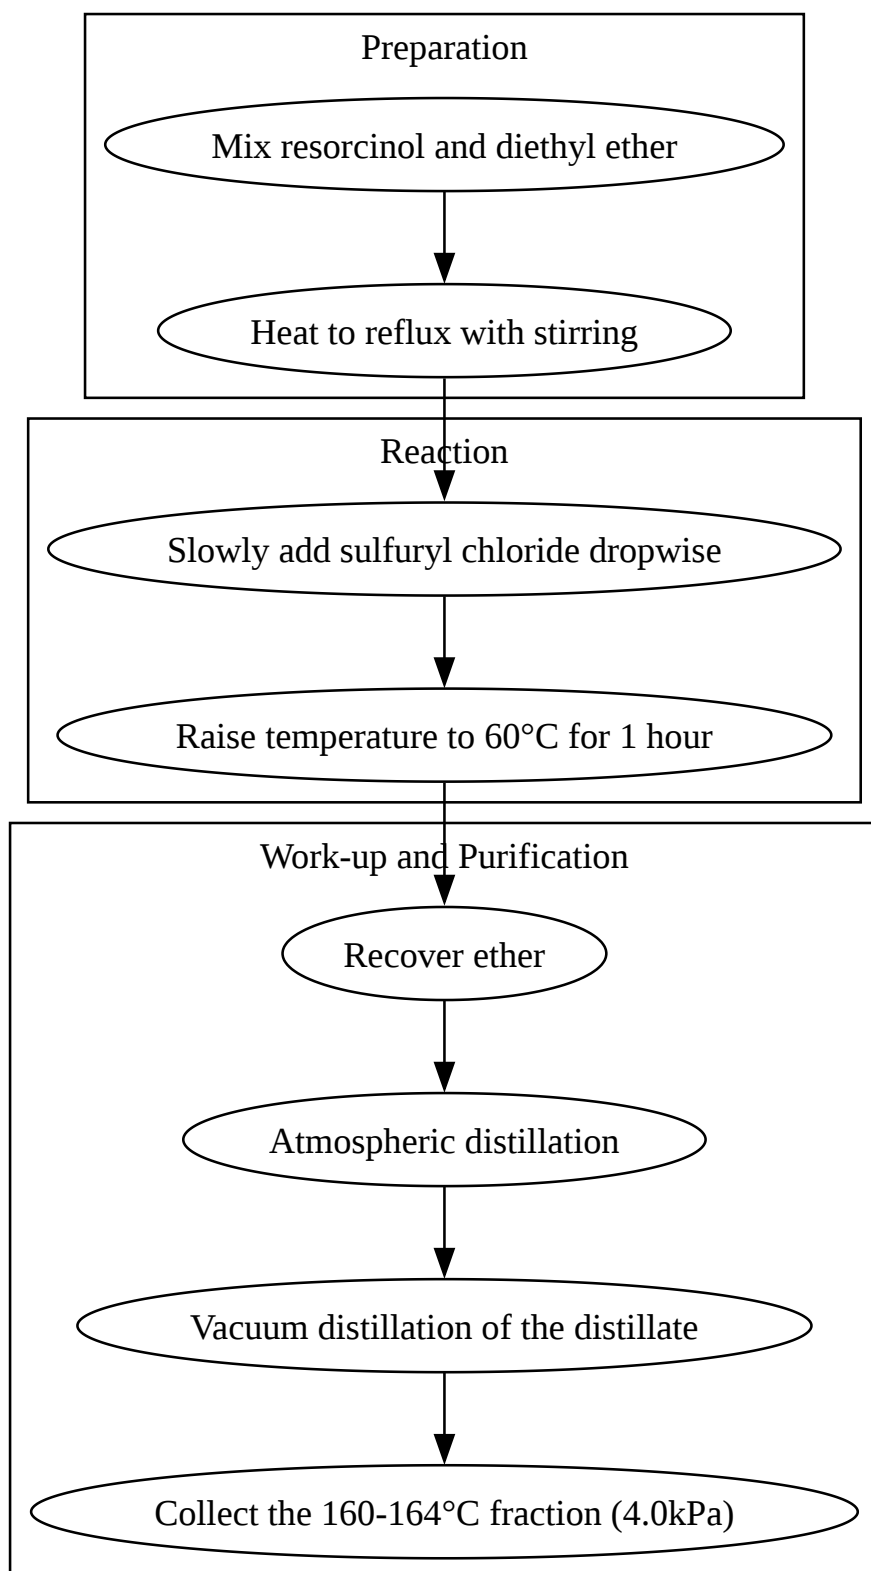 Preparation
Mix resorcinol and diethyl ether
Heat to reflux with stirring
Reaction
Slowly add sulfuryl chloride dropwise
Raise temperature to 60°C for 1 hour
Work-up and Purification
Recover ether
Atmospheric distillation
Vacuum distillation of the distillate
Collect the 160-164°C fraction (4.0kPa)